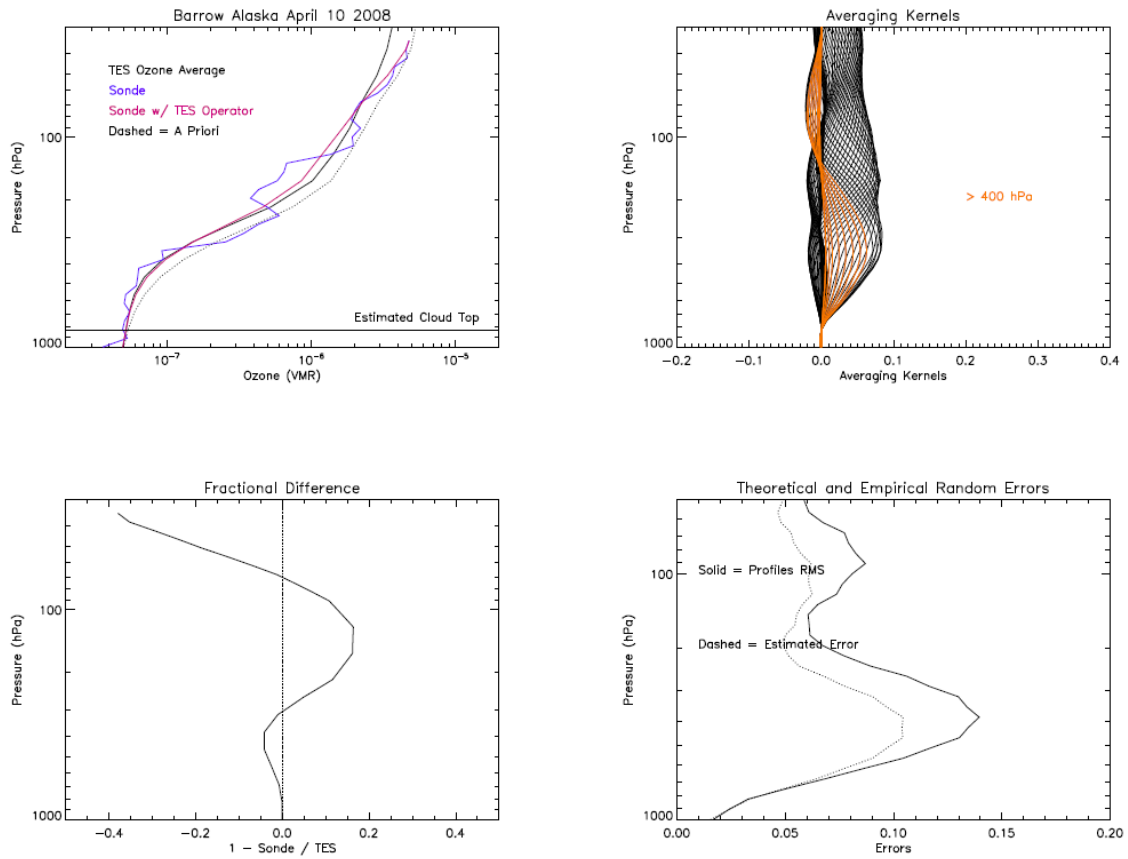 Barrow Alaska April 10 2008
TES Ozone Average
Sonde
Sonde w/ TES Operator
Dashed = A Priori
Estimated Cloud Top
100
1000
Pressure (hPa)
10-7
10-6
10-5
Ozone (VMR)
Averaging Kernels
> 400 hPa
100
1000
Pressure (hPa)
-0.2
-0.1
0.0
0.1
0.2
0.3
0.4
Averaging Kernels
Fractional Difference
100
1000
Pressure (hPa)
-0.4
-0.2
0.0
0.2
0.4
1 - Sonde / TES
Theoretical and Empirical Random Errors
Solid = Profiles RMS
Dashed = Estimated Error
100
1000
Pressure (hPa)
0.00
0.05
0.10
0.15
0.20
Errors